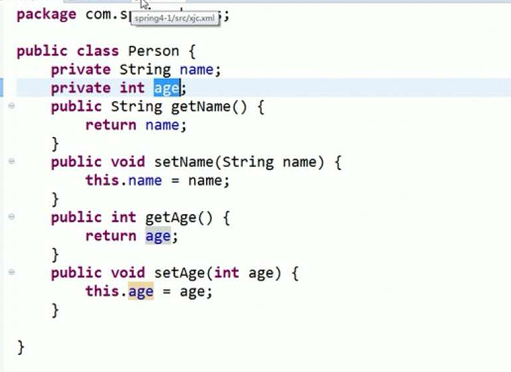 package com.s
spring4-1/src/xjc.xml
public class Person {
private String name;
private int age;
public String getName() {
return name;
}
public void setName(String name) {
this.name = name;
}
public int getAge() {
return age;
}
public void setAge(int age) {
this.age = age;
}
}